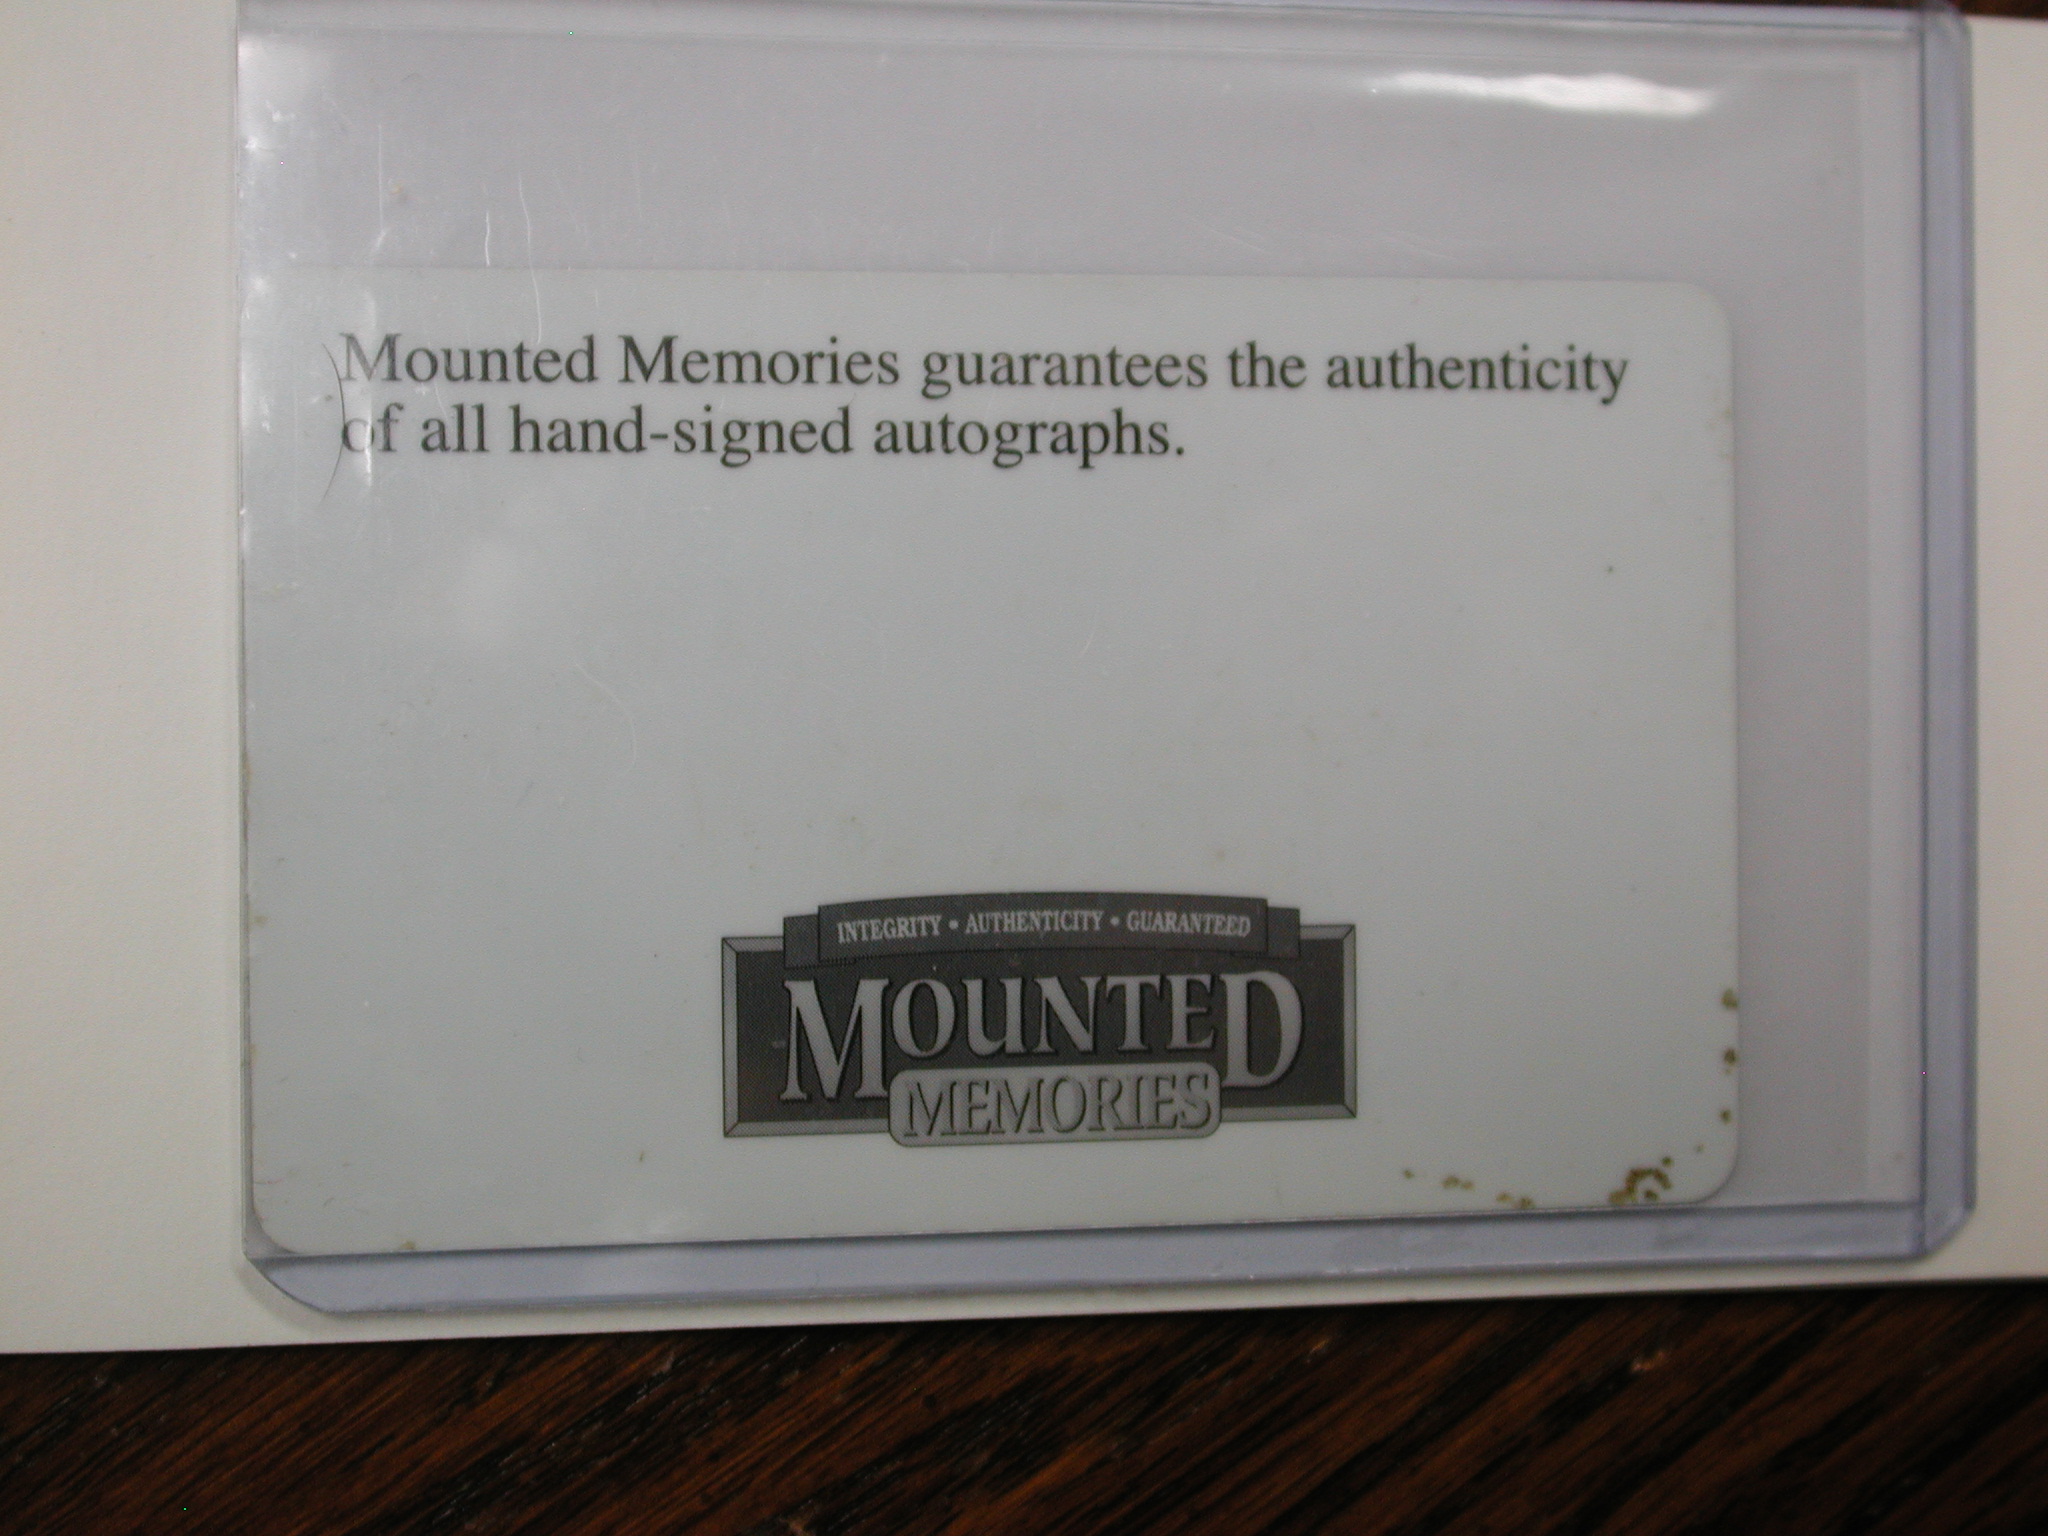 Mounted Memories guarantees the authenticity
of all hand-signed autographs.
INTEGRITY • AUTHENTICITY • GUARANTEED
MOUNTED
MEMORIES